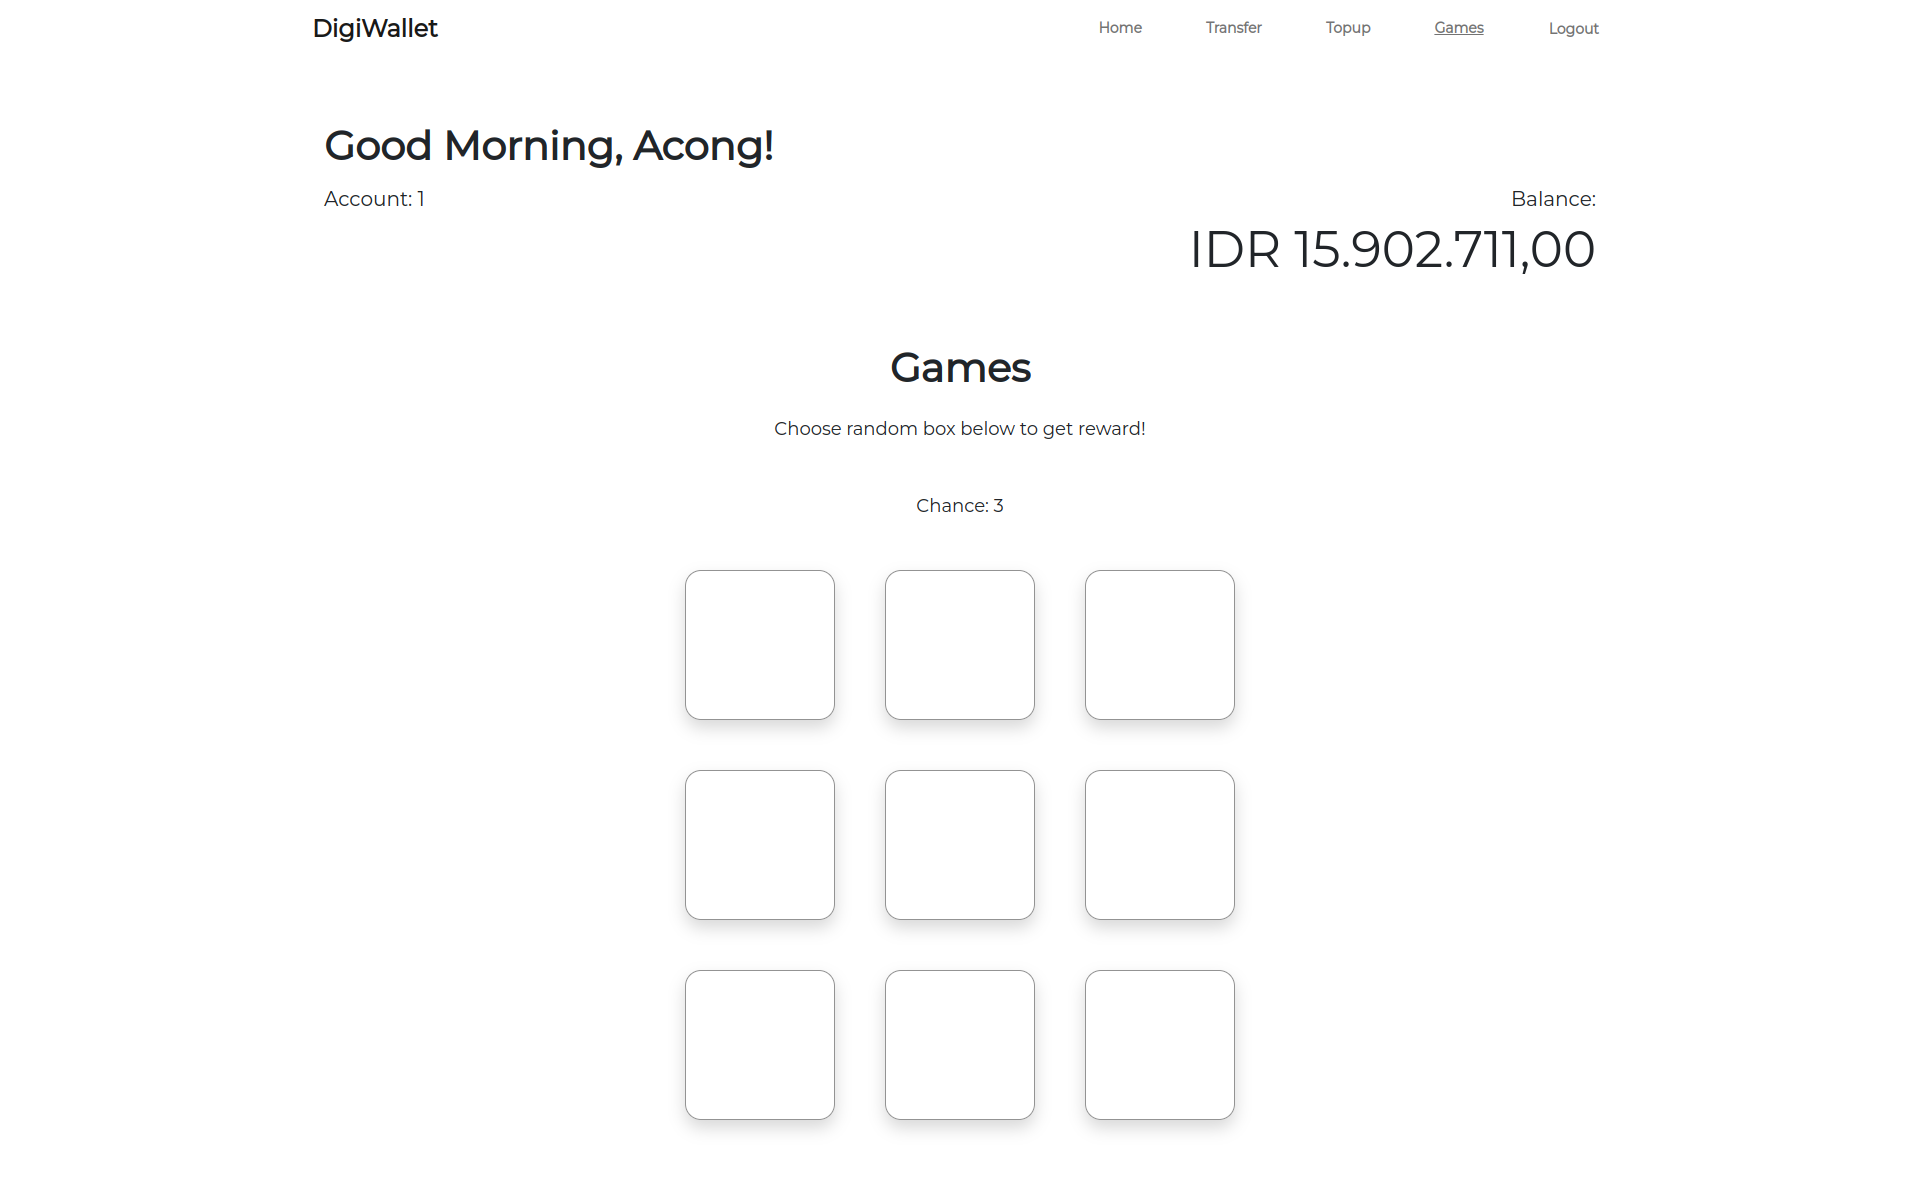 DigiWallet
Home Transfer Topup Games Logout
Good Morning, Acong!
Account: 1
Balance:
IDR 15.902.711,00
Games
Choose random box below to get reward!
Chance: 3